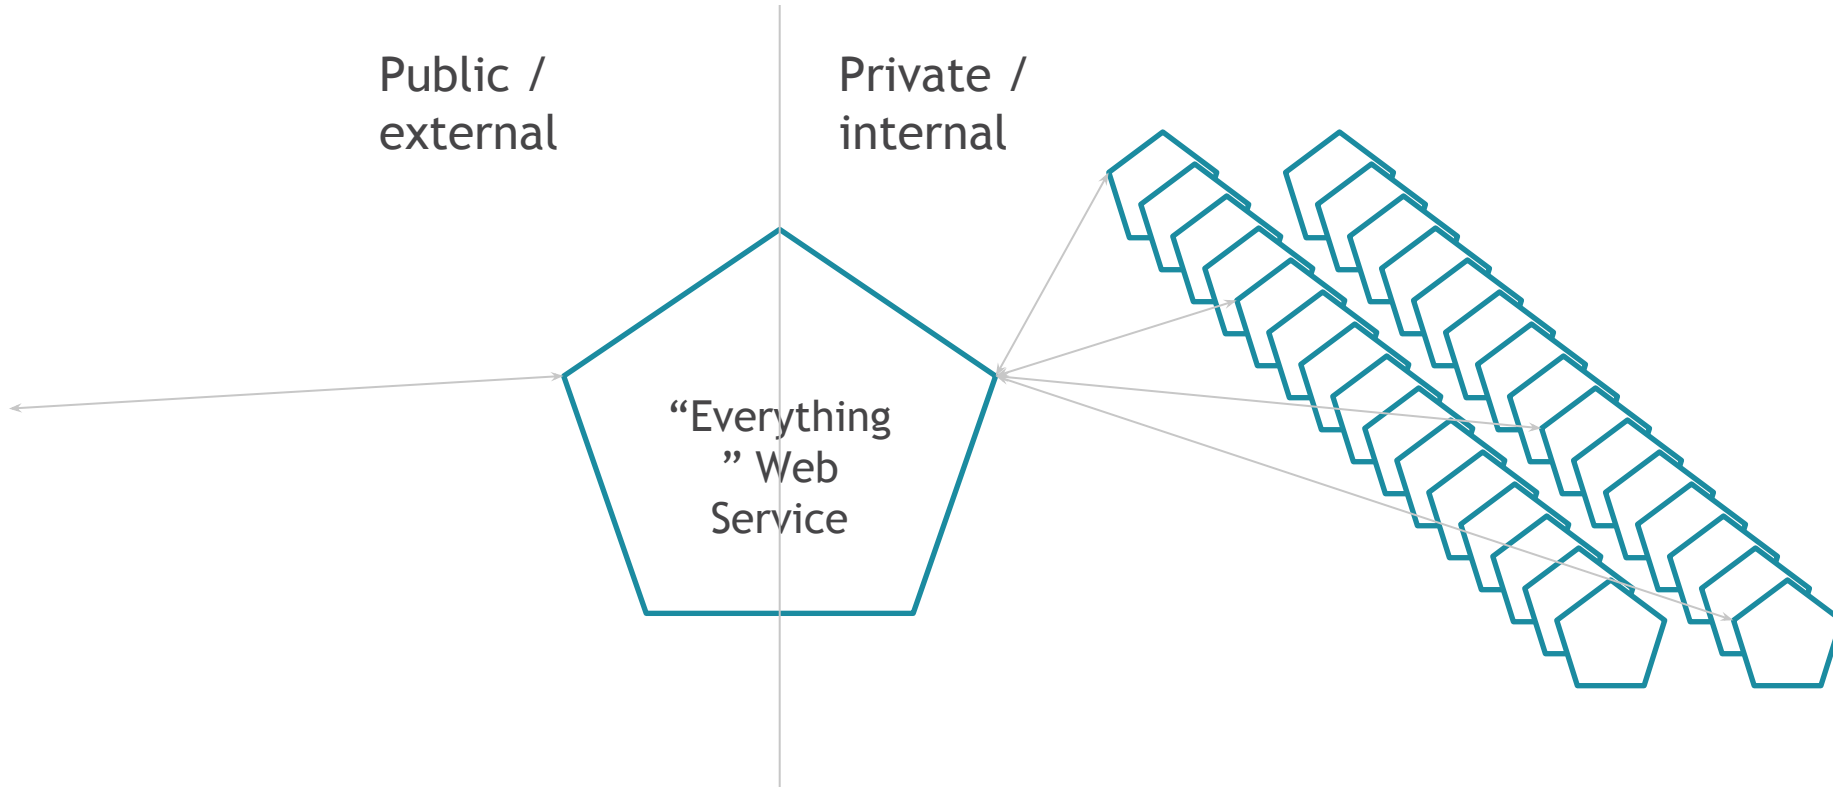 Public /
external
Private /
internal
“Everything
” Web
Service